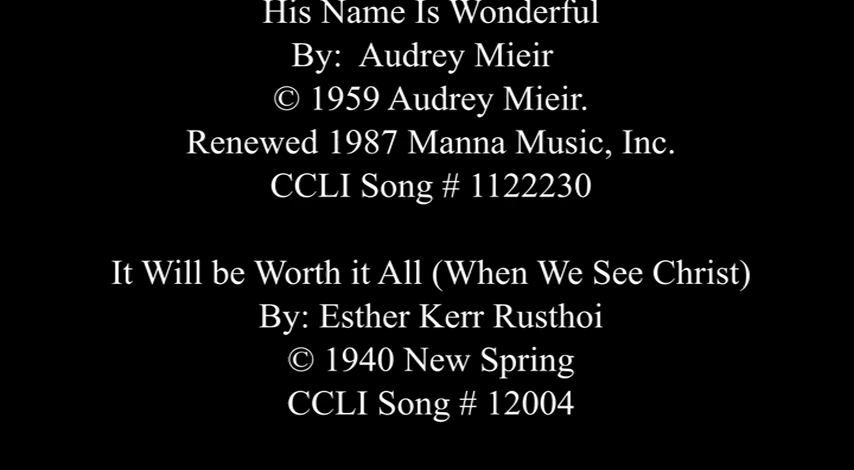 His Name Is Wonderful
By:  Audrey Mieir
© 1959 Audrey Mieir.
Renewed 1987 Manna Music, Inc.
CCLI Song # 1122230
It Will be Worth it All (When We See Christ)
By: Esther Kerr Rusthoi
© 1940 New Spring
CCLI Song # 12004